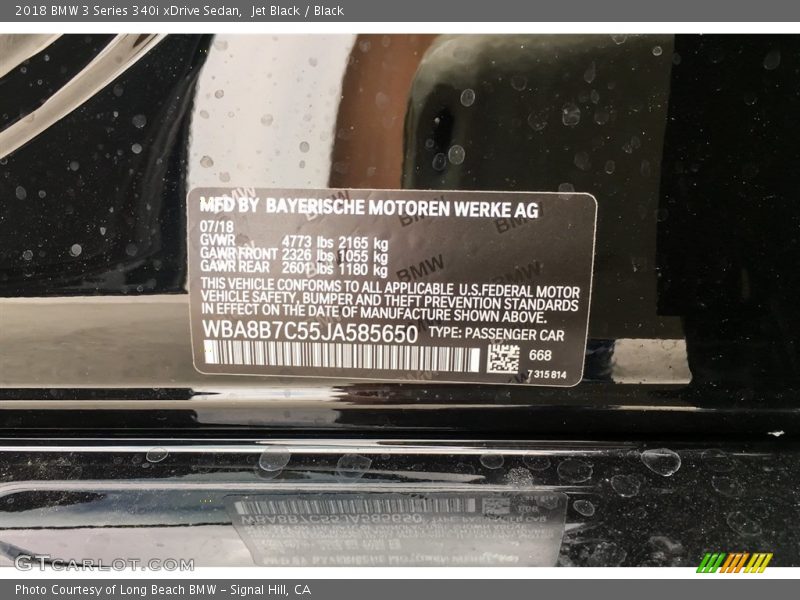 2018 BMW 3 Series 340i xDrive Sedan,  Jet Black / Black
MFD BY BAYERISCHE MOTOREN WERKE AG
07/18
GVWR 4773 lbs 2165 kg
GAWR FRONT 2326 lbs 1055 kg
GAWR REAR 2601 lbs 1180 kg
THIS VEHICLE CONFORMS TO ALL APPLICABLE U.S.FEDERAL MOTOR
VEHICLE SAFETY, BUMPER AND THEFT PREVENTION STANDARDS
IN EFFECT ON THE DATE OF MANUFACTURE SHOWN ABOVE.
WBA8B7C55JA585650 TYPE: PASSENGER CAR
668
7 315 814
GTCarLot.com
Photo Courtesy of Long Beach BMW - Signal Hill, CA